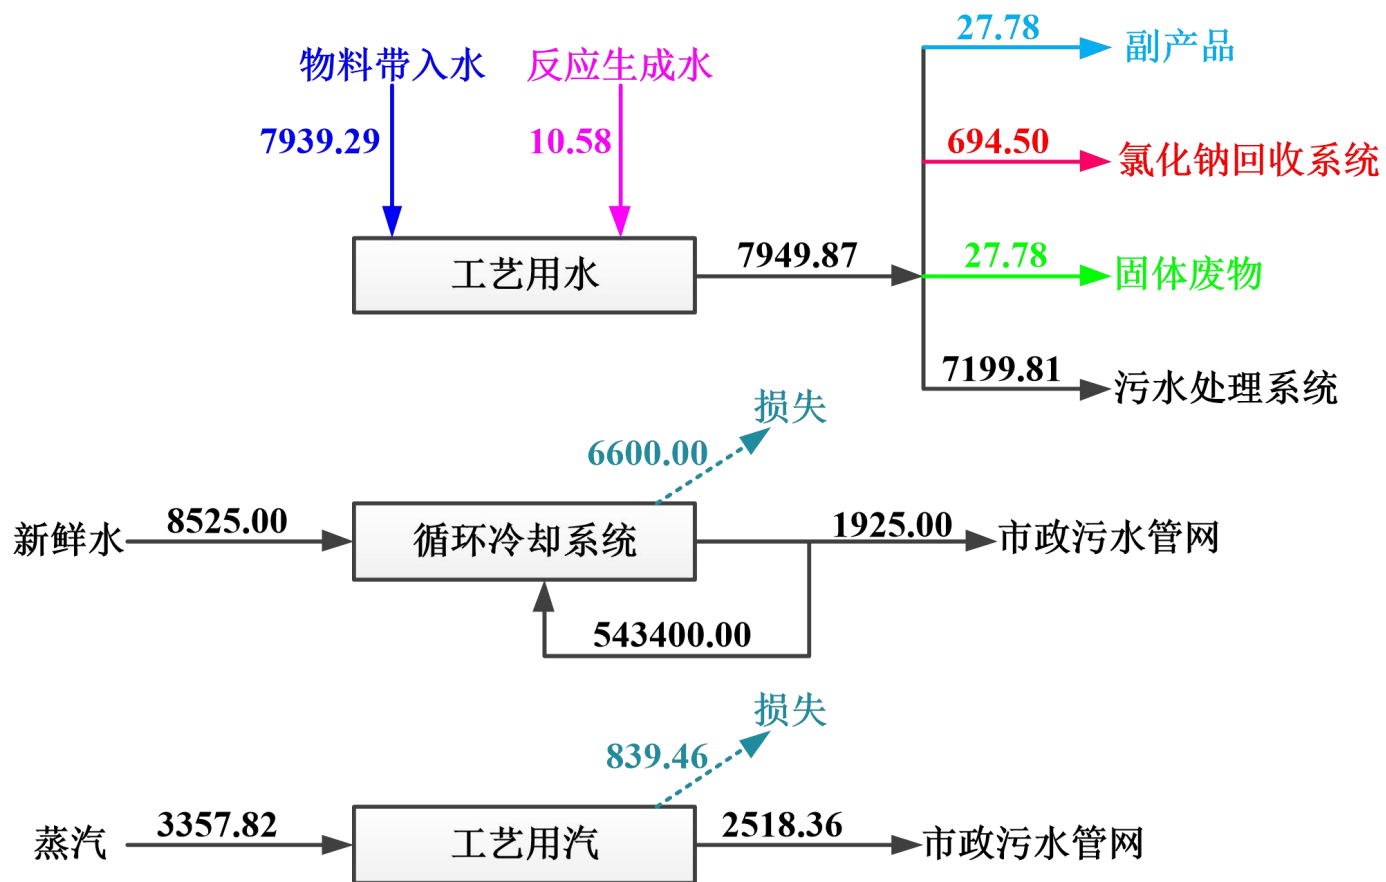 27.78
副产品
物料带入水
反应生成水
7939.29
10.58
694.50
氯化钠回收系统
工艺用水
7949.87
27.78
固体废物
7199.81
污水处理系统
损失
6600.00
新鲜水
8525.00
循环冷却系统
1925.00
市政污水管网
543400.00
损失
839.46
蒸汽
3357.82
工艺用汽
2518.36
市政污水管网